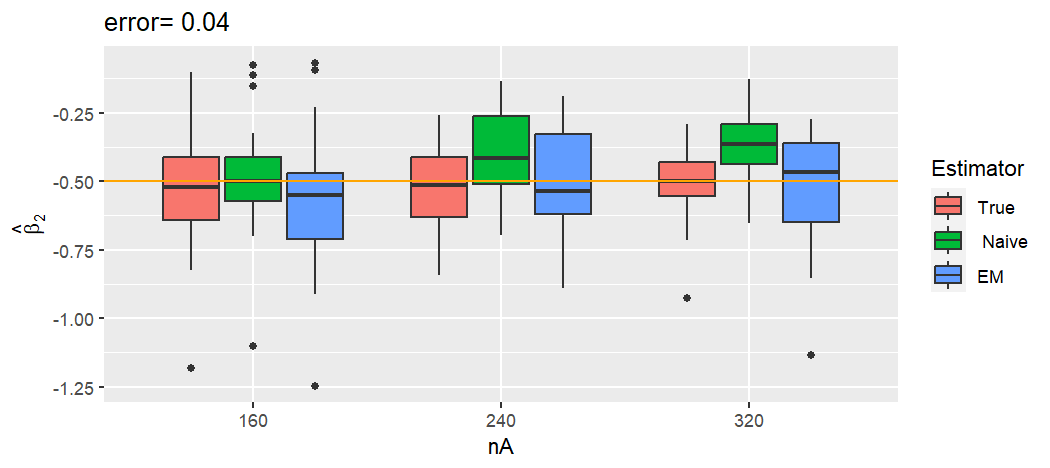 error= 0.04
β̂2
-0.25
-0.50
-0.75
-1.00
-1.25
160 240 320
nA
Estimator
True
Naive
EM